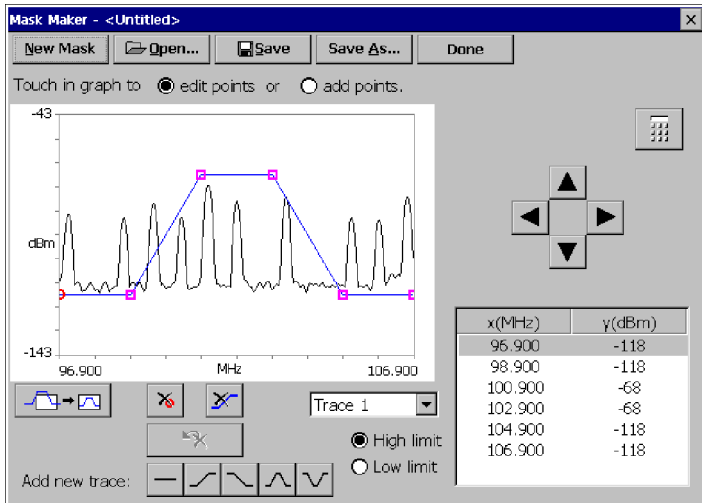 Mask Maker - <Untitled>
New Mask Open... Save Save As... Done
Touch in graph to edit points or add points.
-43
dBm
-143
96.900 MHz 106.900
x(MHz) y(dBm)
96.900 -118
98.900 -118
100.900 -68
102.900 -68
104.900 -118
106.900 -118
Trace 1
High limit
Low limit
Add new trace: